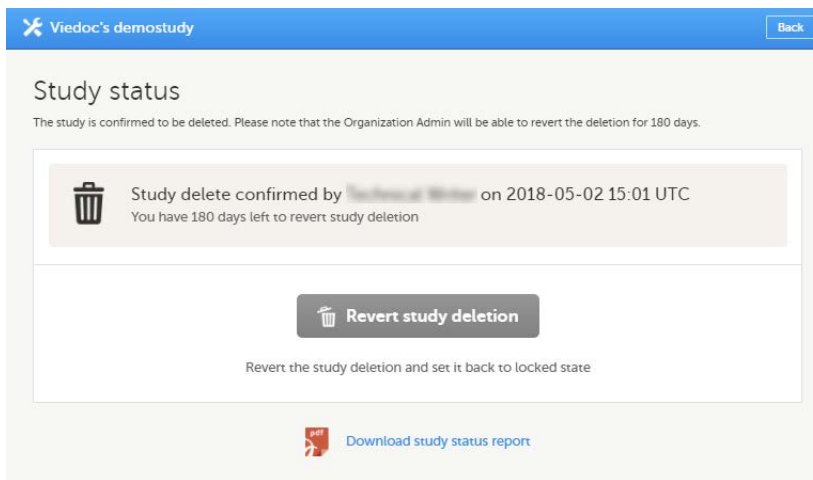 Viedoc's demostudy
Back
Study status
The study is confirmed to be deleted. Please note that the Organization Admin will be able to revert the deletion for 180 days.
Study delete confirmed by on 2018-05-02 15:01 UTC
You have 180 days left to revert study deletion
Revert study deletion
Revert the study deletion and set it back to locked state
pdf
Download study status report